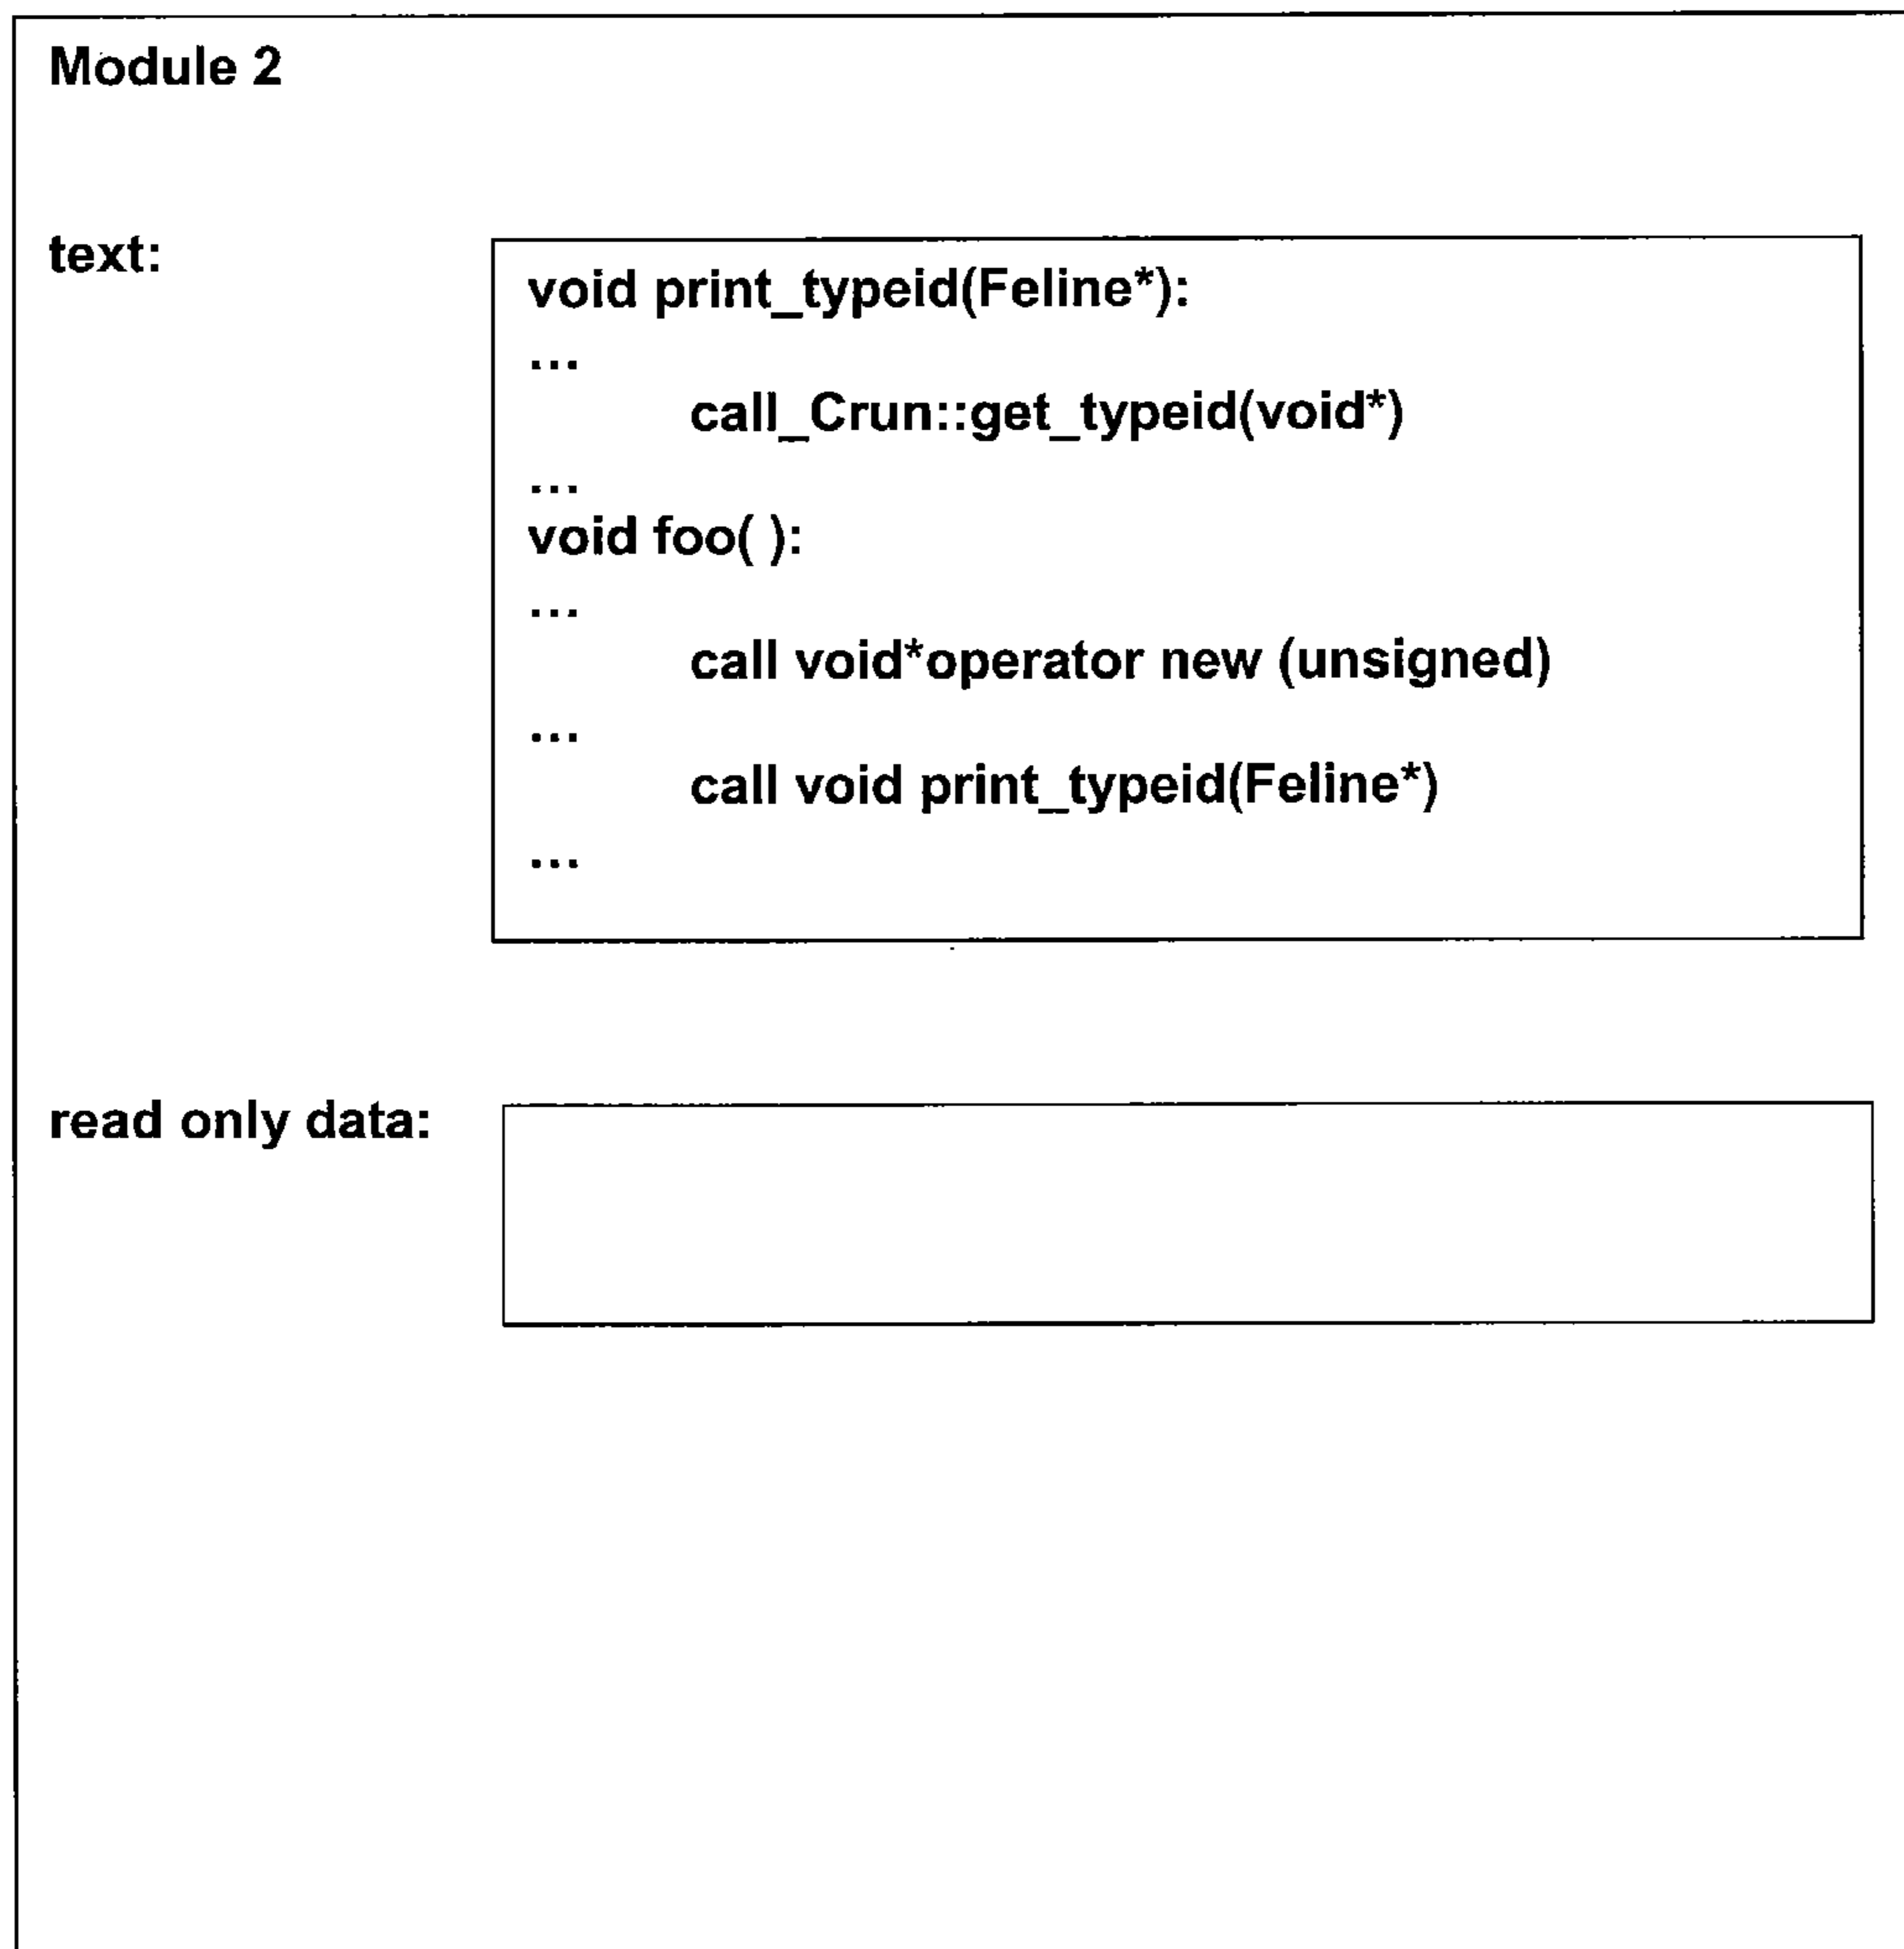 Module 2
text:
void print_typeid(Feline*):
...
call_Crun::get_typeid(void*)
...
void foo( ):
...
call void*operator new (unsigned)
...
call void print_typeid(Feline*)
...
read only data: